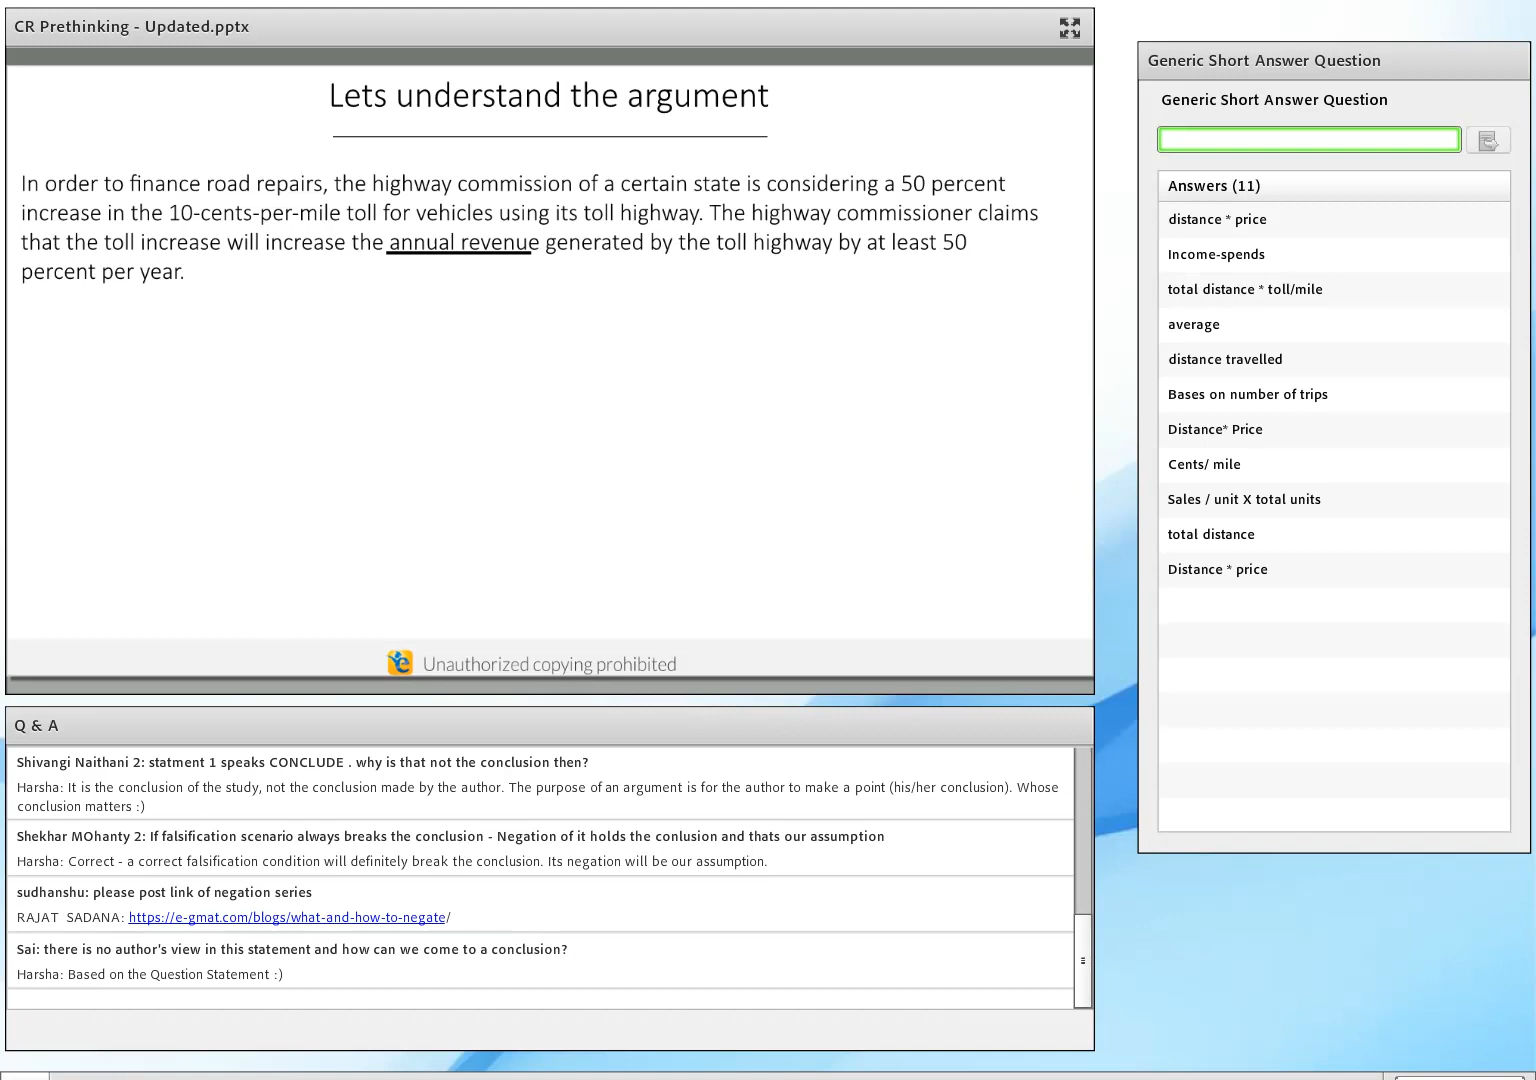 CR Prethinking - Updated.pptx
Lets understand the argument
In order to finance road repairs, the highway commission of a certain state is considering a 50 percent
increase in the 10-cents-per-mile toll for vehicles using its toll highway. The highway commissioner claims
that the toll increase will increase the annual revenue generated by the toll highway by at least 50
percent per year.
Unauthorized copying prohibited
Q & A
Shivangi Naithani 2: statment 1 speaks CONCLUDE . why is that not the conclusion then?
Harsha: It is the conclusion of the study, not the conclusion made by the author. The purpose of an argument is for the author to make a point (his/her conclusion). Whose
conclusion matters :)
Shekhar MOhanty 2: If falsification scenario always breaks the conclusion - Negation of it holds the conlusion and thats our assumption
Harsha: Correct - a correct falsification condition will definitely break the conclusion. Its negation will be our assumption.
sudhanshu: please post link of negation series
RAJAT SADANA: https://e-gmat.com/blogs/what-and-how-to-negate/
Sai: there is no author's view in this statement and how can we come to a conclusion?
Harsha: Based on the Question Statement :)
Generic Short Answer Question
Generic Short Answer Question
Answers (11)
distance * price
Income-spends
total distance * toll/mile
average
distance travelled
Bases on number of trips
Distance* Price
Cents/ mile
Sales / unit X total units
total distance
Distance * price